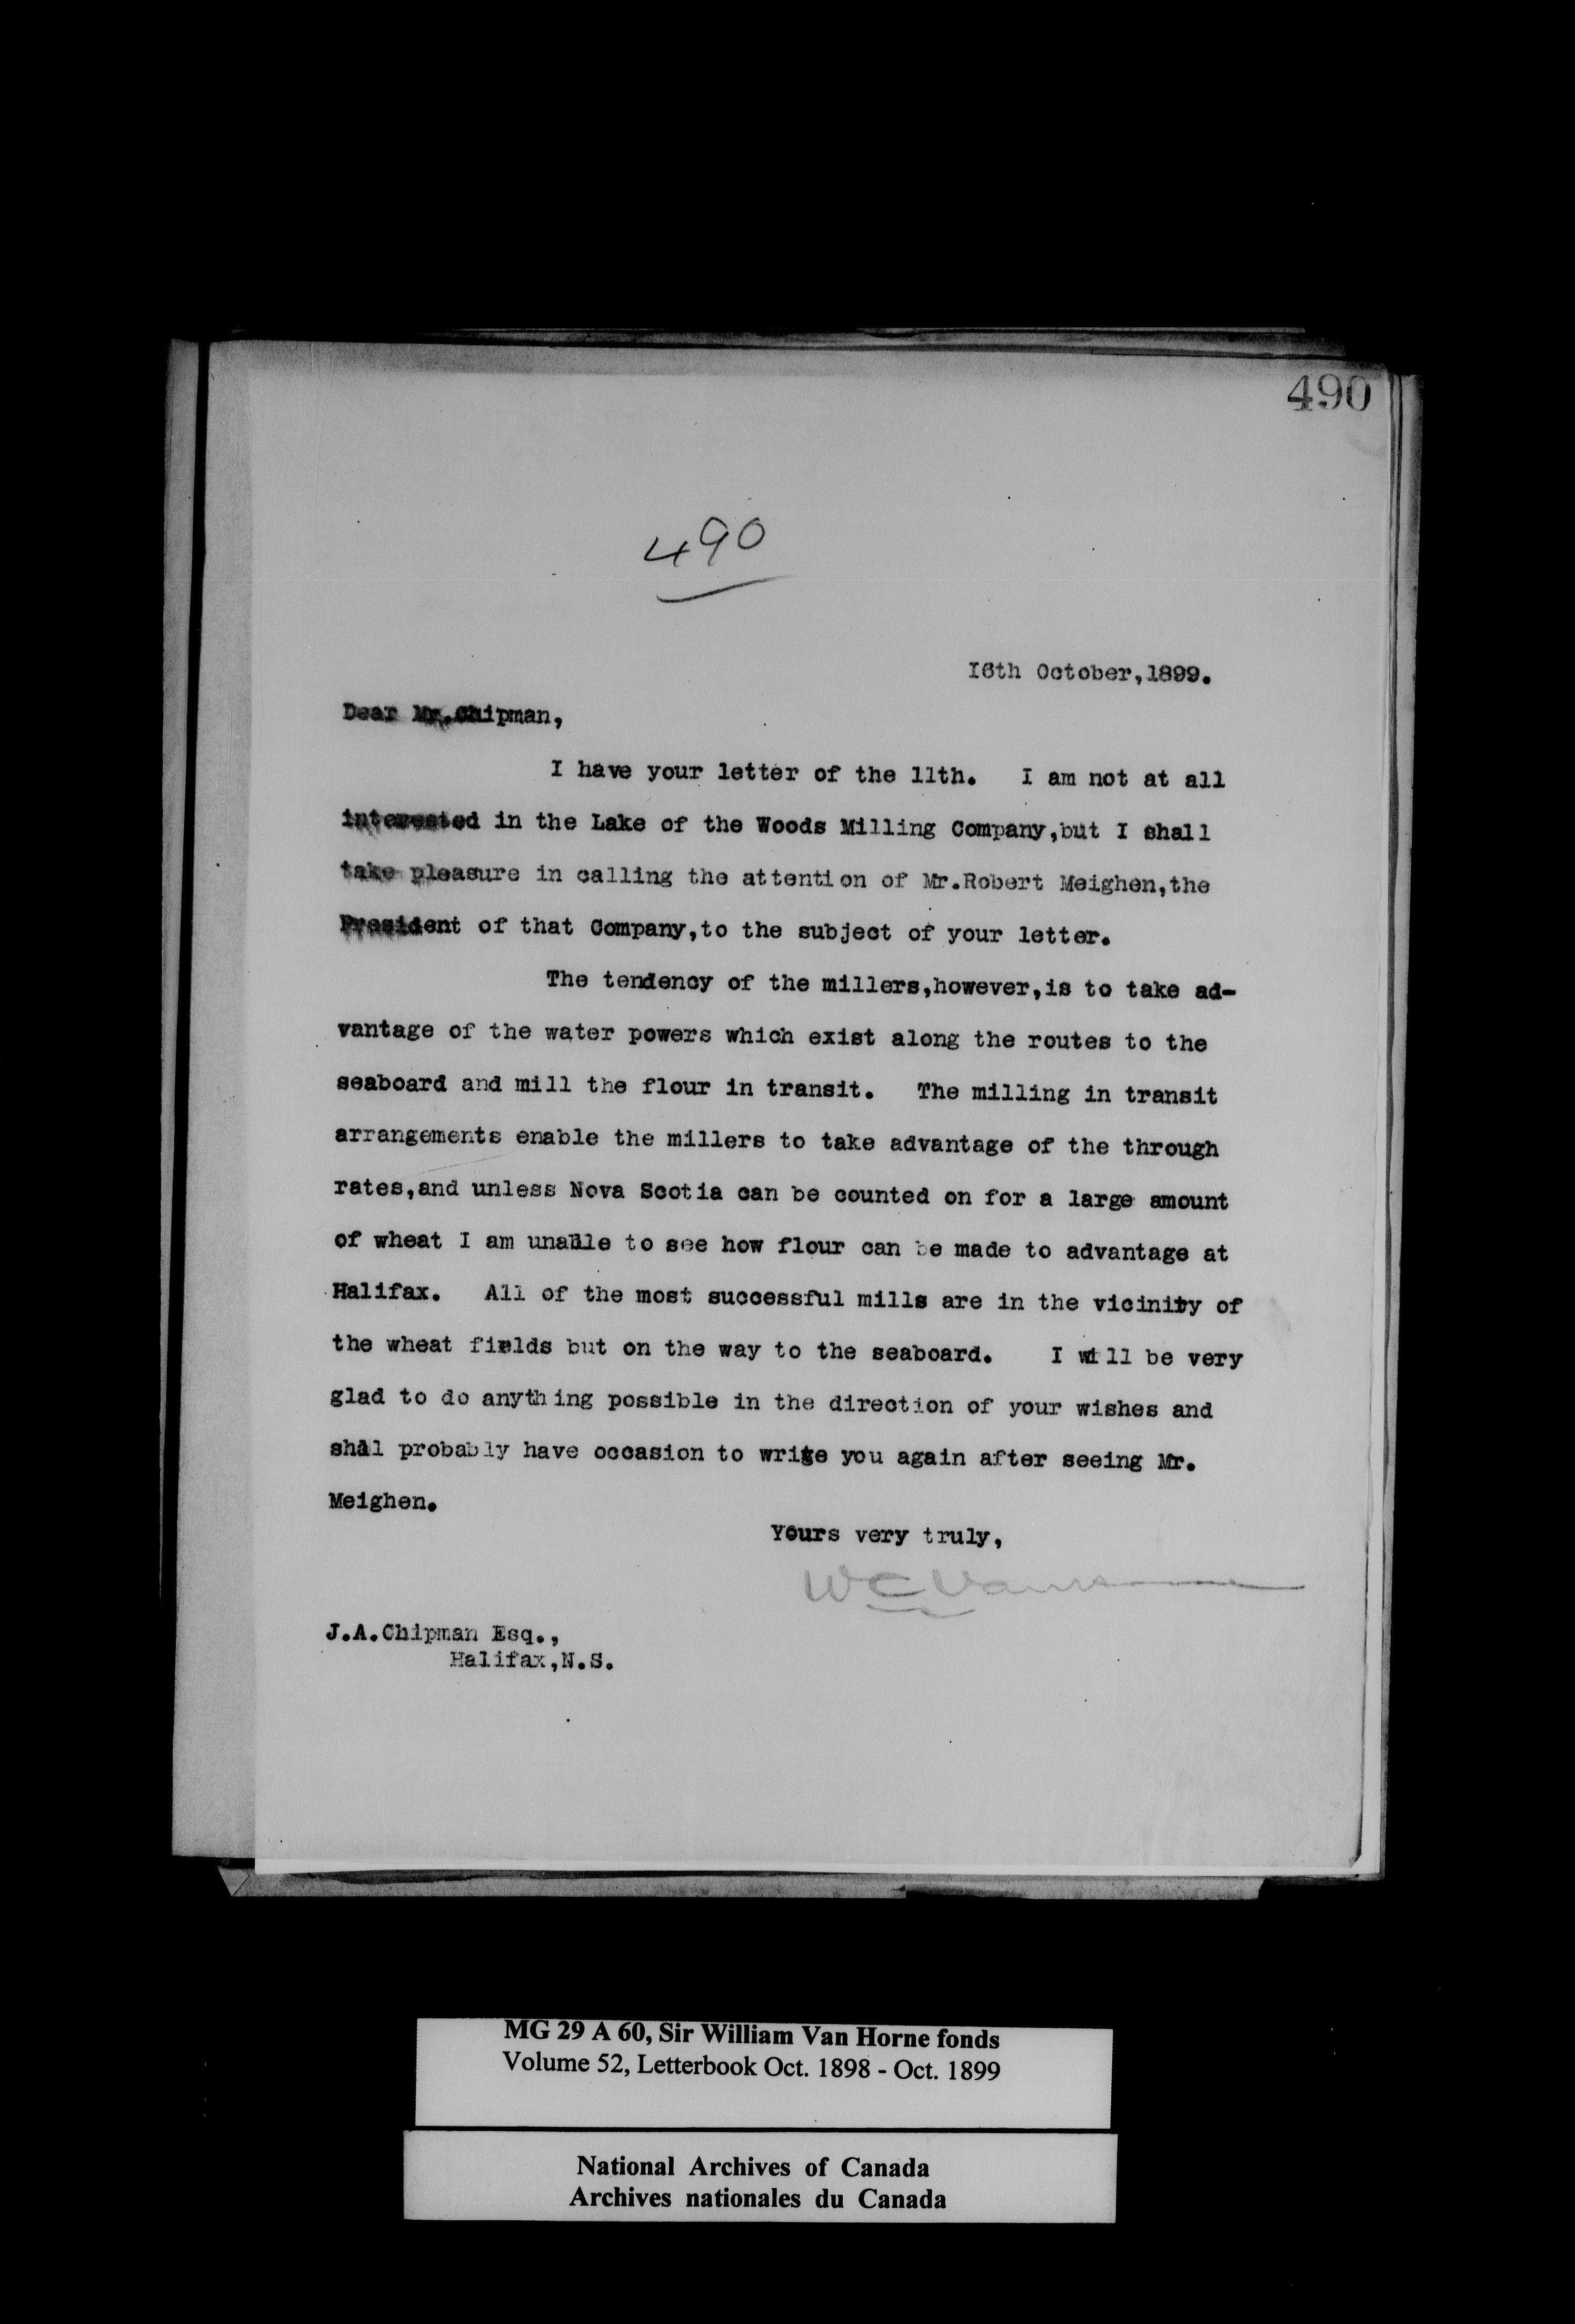 490
490
16th October,1899.
Dear Mr.Chipman,
I have your letter of the 11th. I am not at all
interested in the Lake of the Woods Milling Company,but I shall
take pleasure in calling the attention of Mr.Robert Meighen,the
President of that Company,to the subject of your letter.
The tendency of the millers,however,is to take ad-
vantage of the water powers which exist along the routes to the
seaboard and mill the flour in transit. The milling in transit
arrangements enable the millers to take advantage of the through
rates,and unless Nova Scotia can be counted on for a large amount
of wheat I am unable to see how flour can be made to advantage at
Halifax. All of the most successful mills are in the vicinity of
the wheat fields but on the way to the seaboard. I will be very
glad to do anything possible in the direction of your wishes and
shal probably have occasion to write you again after seeing Mr.
Meighen.
Yours very truly,
W C Van
J.A.Chipman Esq.,
Halifax,N.S.
MG 29 A 60, Sir William Van Horne fonds
Volume 52, Letterbook Oct. 1898 - Oct. 1899
National Archives of Canada
Archives nationales du Canada